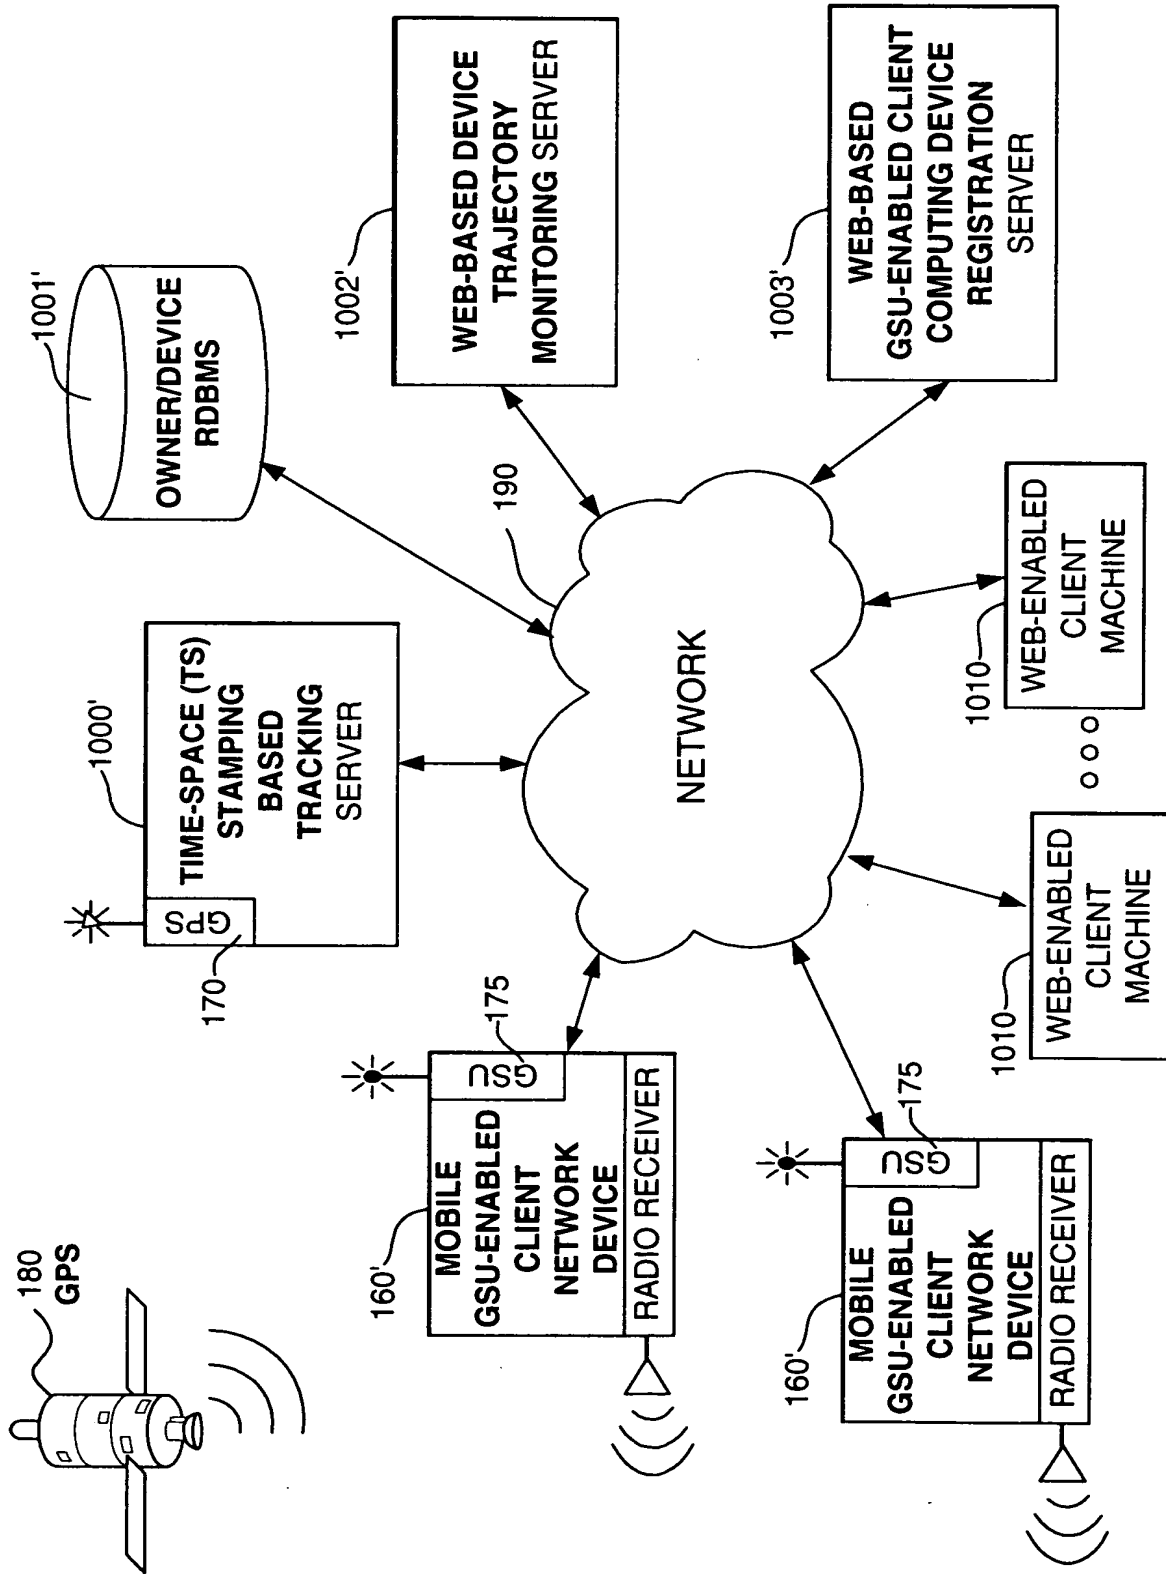 180
GPS
160'
MOBILE
GSU-ENABLED
CLIENT
NETWORK
DEVICE
GSU
175
RADIO RECEIVER
160'
MOBILE
GSU-ENABLED
CLIENT
NETWORK
DEVICE
GSU
175
RADIO RECEIVER
170
GPS
1000'
TIME-SPACE (TS)
STAMPING
BASED
TRACKING
SERVER
1001'
OWNER/DEVICE
RDBMS
190
NETWORK
1002'
WEB-BASED DEVICE
TRAJECTORY
MONITORING SERVER
1003'
WEB-BASED
GSU-ENABLED CLIENT
COMPUTING DEVICE
REGISTRATION
SERVER
1010
WEB-ENABLED
CLIENT
MACHINE
1010
WEB-ENABLED
CLIENT
MACHINE